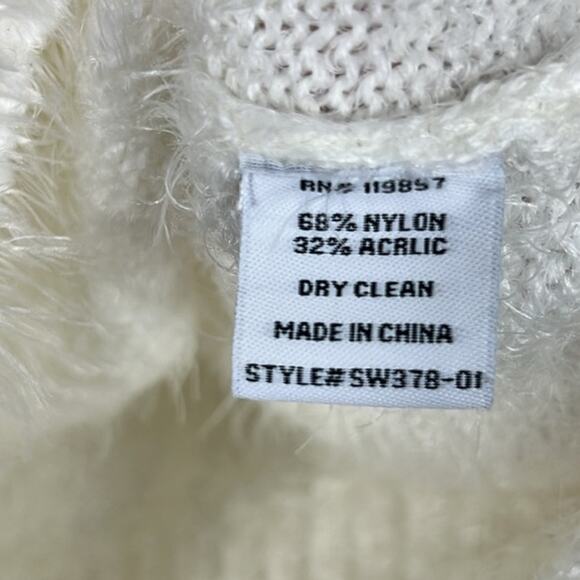 RN# 119857
68% NYLON
32% ACRLIC
DRY CLEAN
MADE IN CHINA
STYLE# SW378-01